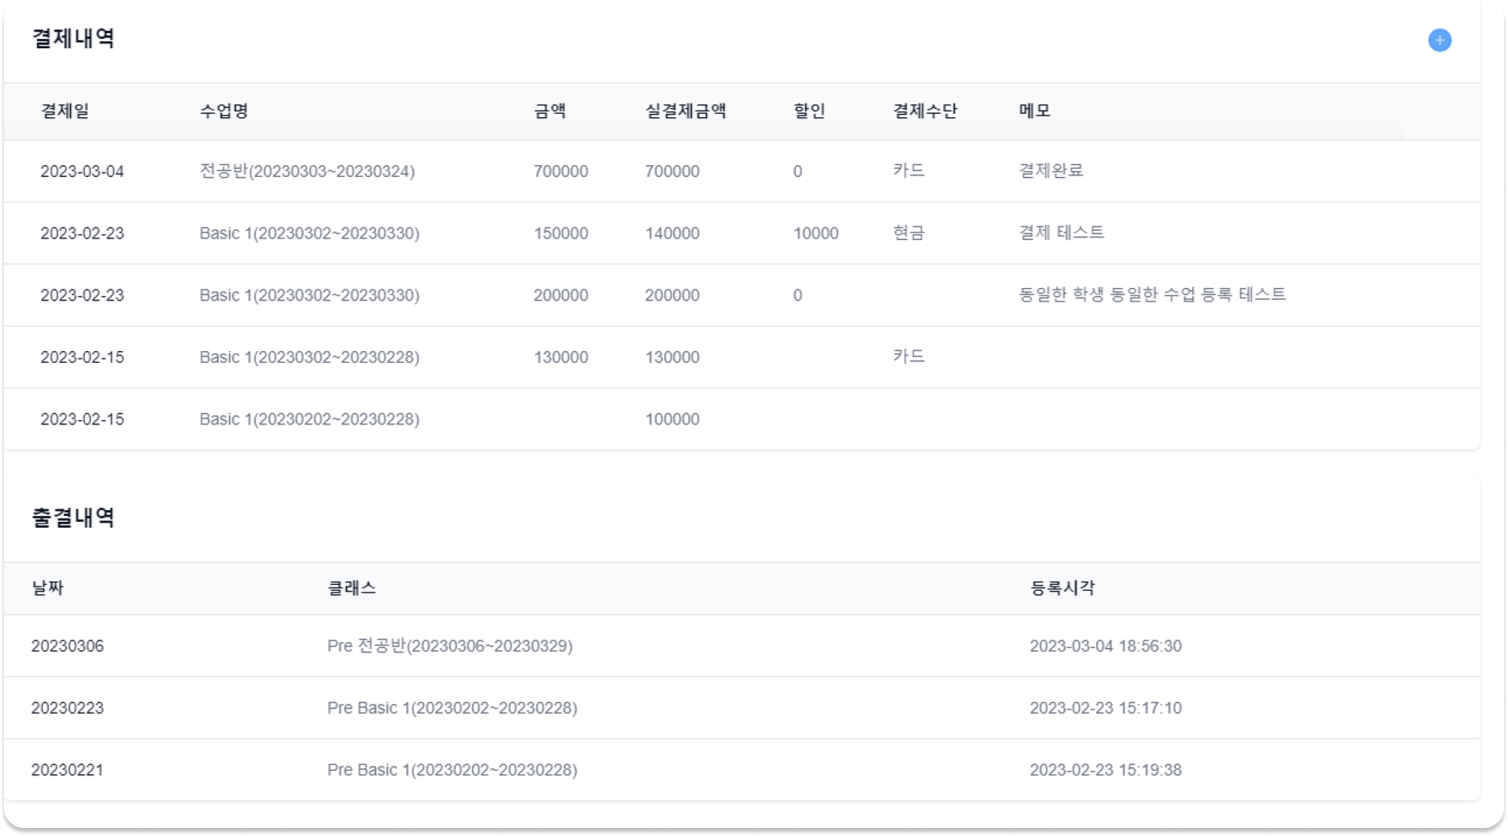 결제내역
결제일 수업명 금액 실결제금액 할인 결제수단 메모
2023-03-04 전공반(20230303~20230324) 700000 700000 0 카드 결제완료
2023-02-23 Basic 1(20230302~20230330) 150000 140000 10000 현금 결제 테스트
2023-02-23 Basic 1(20230302~20230330) 200000 200000 0 동일한 학생 동일한 수업 등록 테스트
2023-02-15 Basic 1(20230302~20230228) 130000 130000 카드
2023-02-15 Basic 1(20230202~20230228) 100000
출결내역
날짜 클래스 등록시각
20230306 Pre 전공반(20230306~20230329) 2023-03-04 18:56:30
20230223 Pre Basic 1(20230202~20230228) 2023-02-23 15:17:10
20230221 Pre Basic 1(20230202~20230228) 2023-02-23 15:19:38